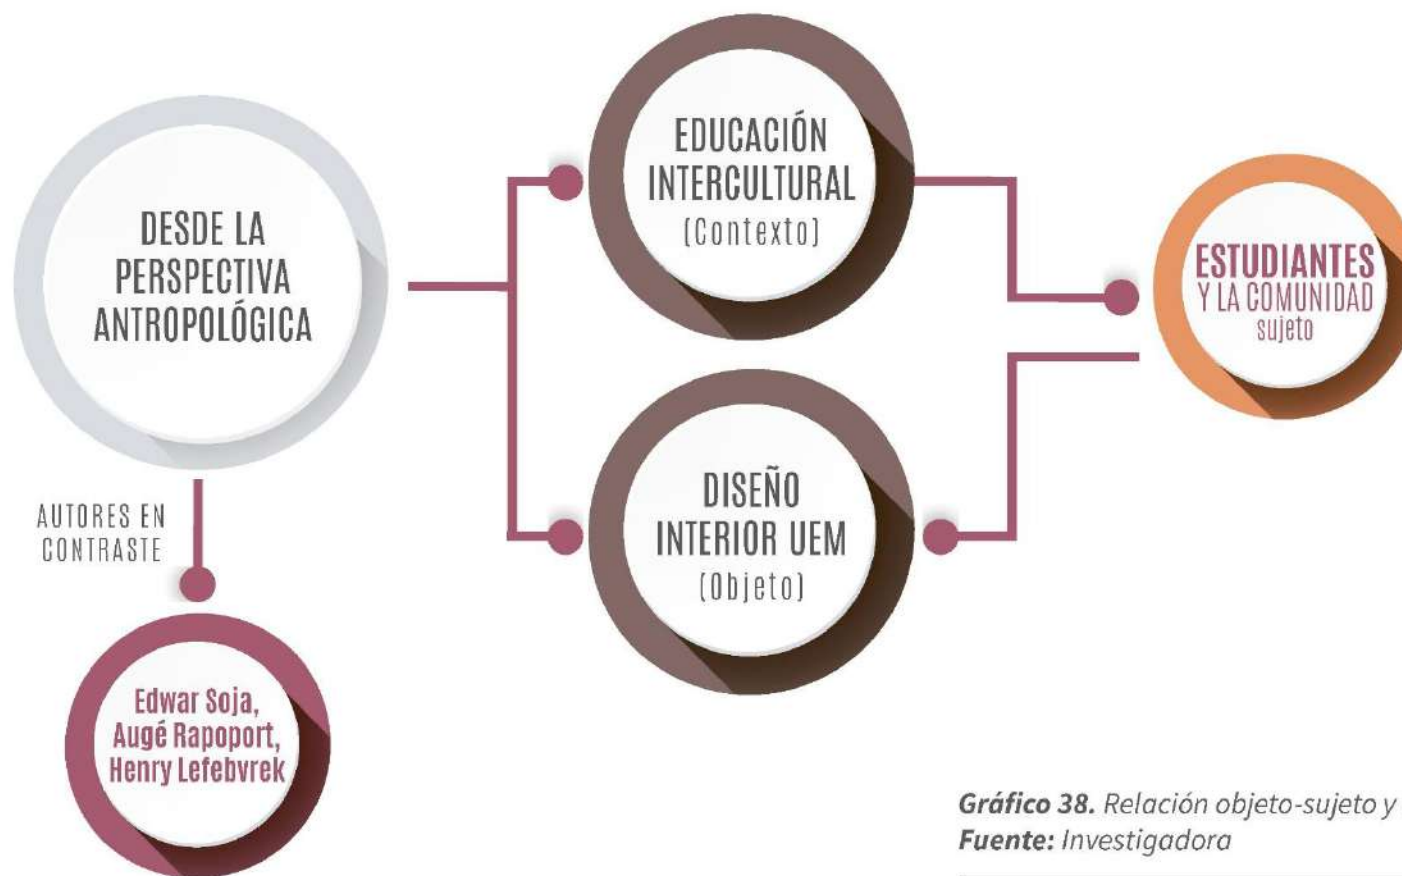 DESDE LA
PERSPECTIVA
ANTROPOLÓGICA
AUTORES EN
CONTRASTE
Edwar Soja,
Augé Rapoport,
Henry Lefebvrek
EDUCACIÓN
INTERCULTURAL
(Contexto)
DISEÑO
INTERIOR UEM
(Objeto)
ESTUDIANTES
Y LA COMUNIDAD
sujeto
Gráfico 38. Relación objeto-sujeto y
Fuente: Investigadora